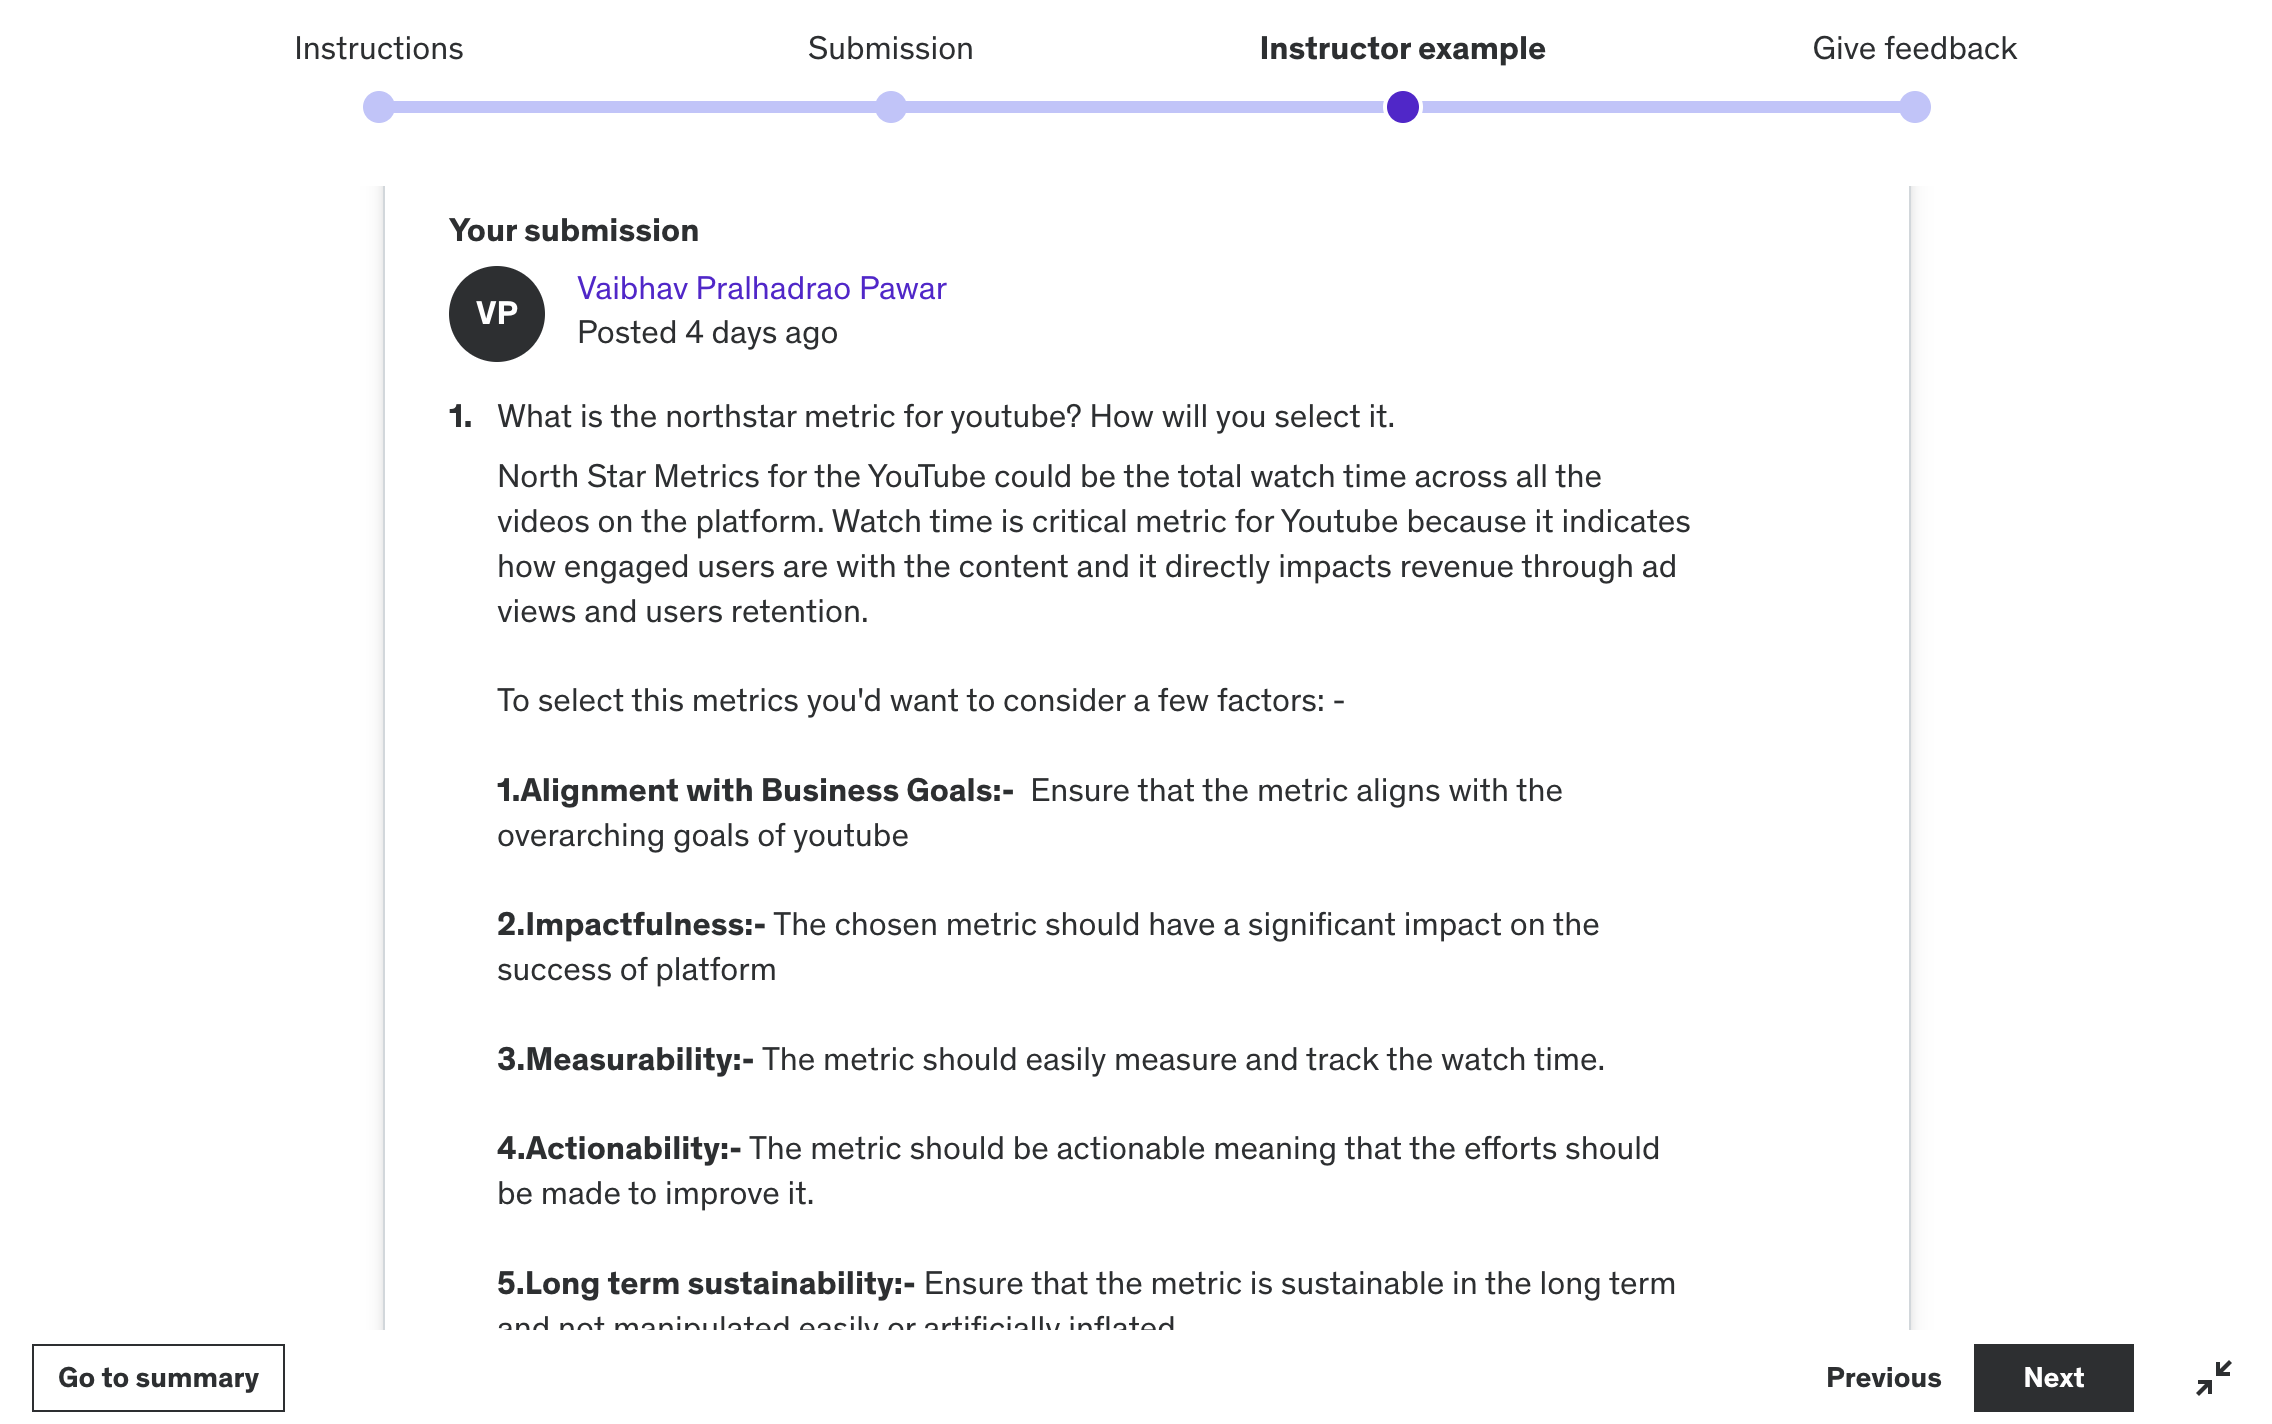 Instructions
Submission
Instructor example
Give feedback
Your submission
VP
Vaibhav Pralhadrao Pawar
Posted 4 days ago
1. What is the northstar metric for youtube? How will you select it.
North Star Metrics for the YouTube could be the total watch time across all the
videos on the platform. Watch time is critical metric for Youtube because it indicates
how engaged users are with the content and it directly impacts revenue through ad
views and users retention.
To select this metrics you'd want to consider a few factors: -
1.Alignment with Business Goals:-  Ensure that the metric aligns with the
overarching goals of youtube
2.Impactfulness:- The chosen metric should have a significant impact on the
success of platform
3.Measurability:- The metric should easily measure and track the watch time.
4.Actionability:- The metric should be actionable meaning that the efforts should
be made to improve it.
5.Long term sustainability:- Ensure that the metric is sustainable in the long term
and not manipulated easily or artificially inflated
Go to summary
Previous
Next